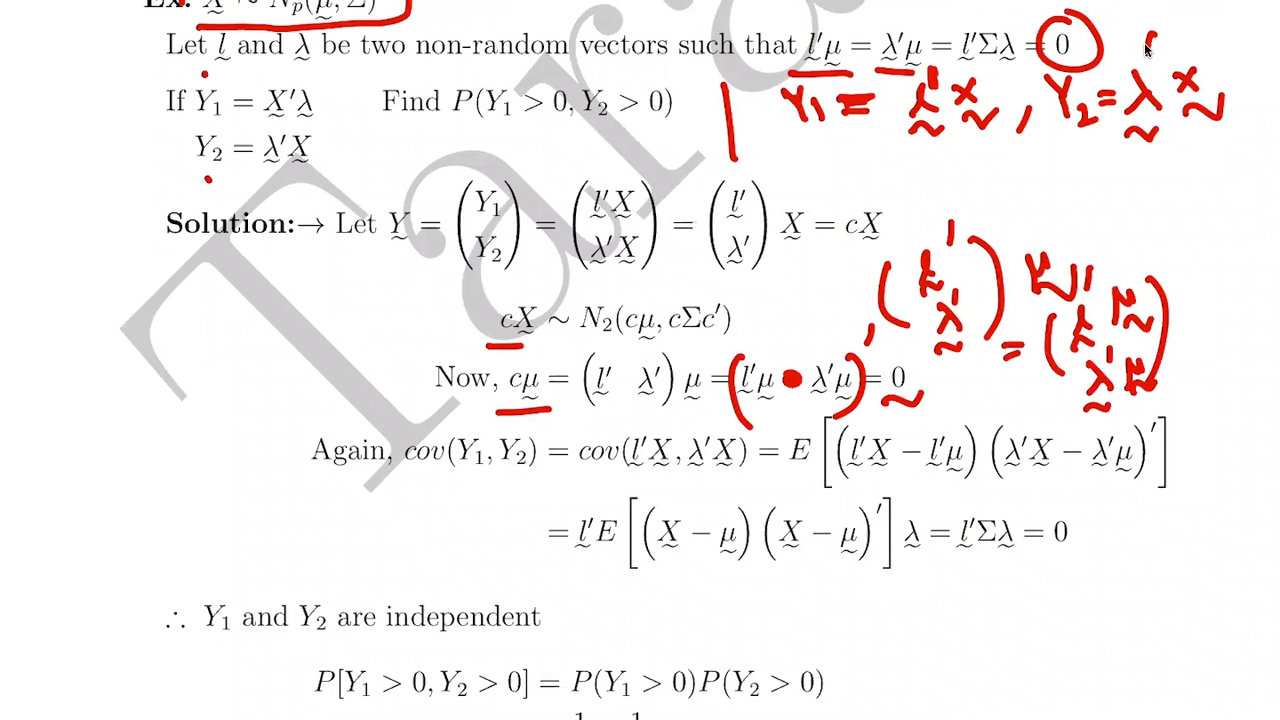 Ex: X ~ N_p(μ, Σ)
Let l and λ be two non-random vectors such that l'μ = λ'μ = l'Σλ = 0
If Y₁ = X'λ Find P(Y₁ > 0, Y₂ > 0)
Y₁ = l'X , Y₂ = λ'X
Y₂ = λ'X
Solution:→ Let Y = (Y₁ Y₂) = (l'X λ'X) = (l' λ') X = cX
cX ~ N₂(cμ, cΣc')
, (l' λ') μ = (l'μ λ'μ)
Now, cμ = (l' λ') μ = (l'μ λ'μ) = 0
Again, cov(Y₁, Y₂) = cov(l'X, λ'X) = E [(l'X − l'μ) (λ'X − λ'μ)']
= l'E [(X − μ) (X − μ)'] λ = l'Σλ = 0
∴ Y₁ and Y₂ are independent
P[Y₁ > 0, Y₂ > 0] = P(Y₁ > 0)P(Y₂ > 0)
Tara